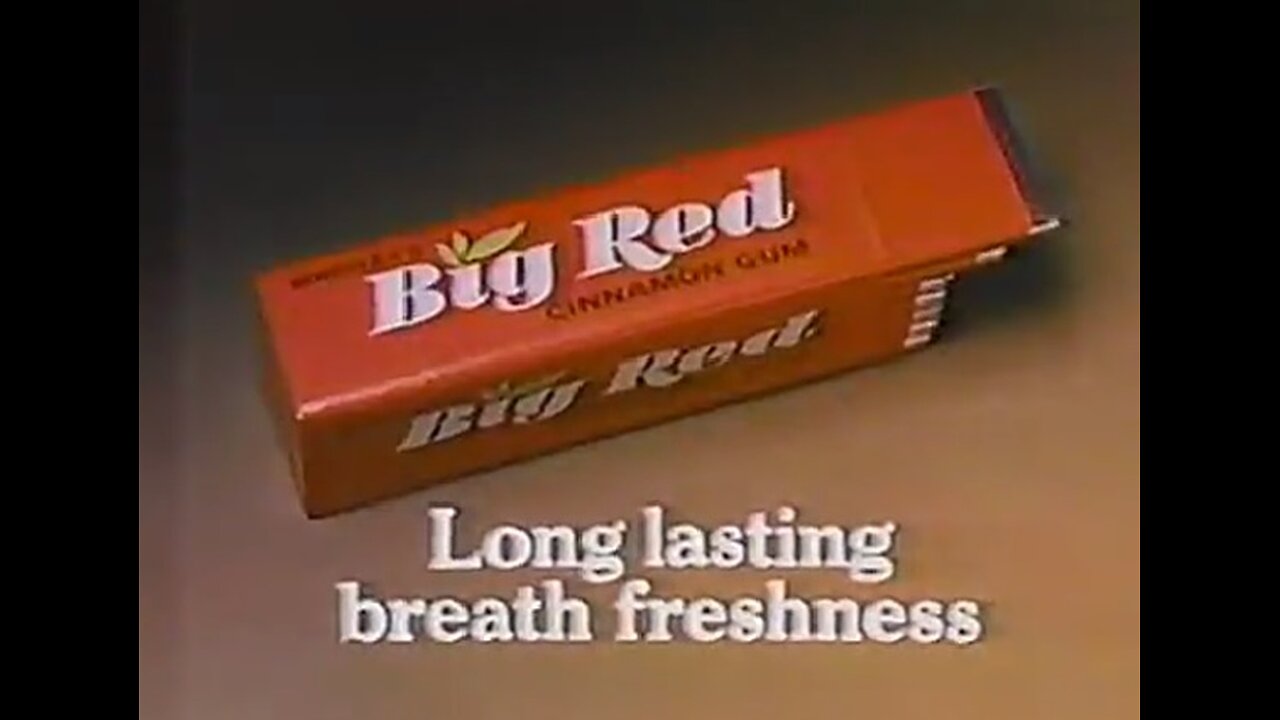 Big Red
CINNAMON GUM
Big Red
Long lasting
breath freshness